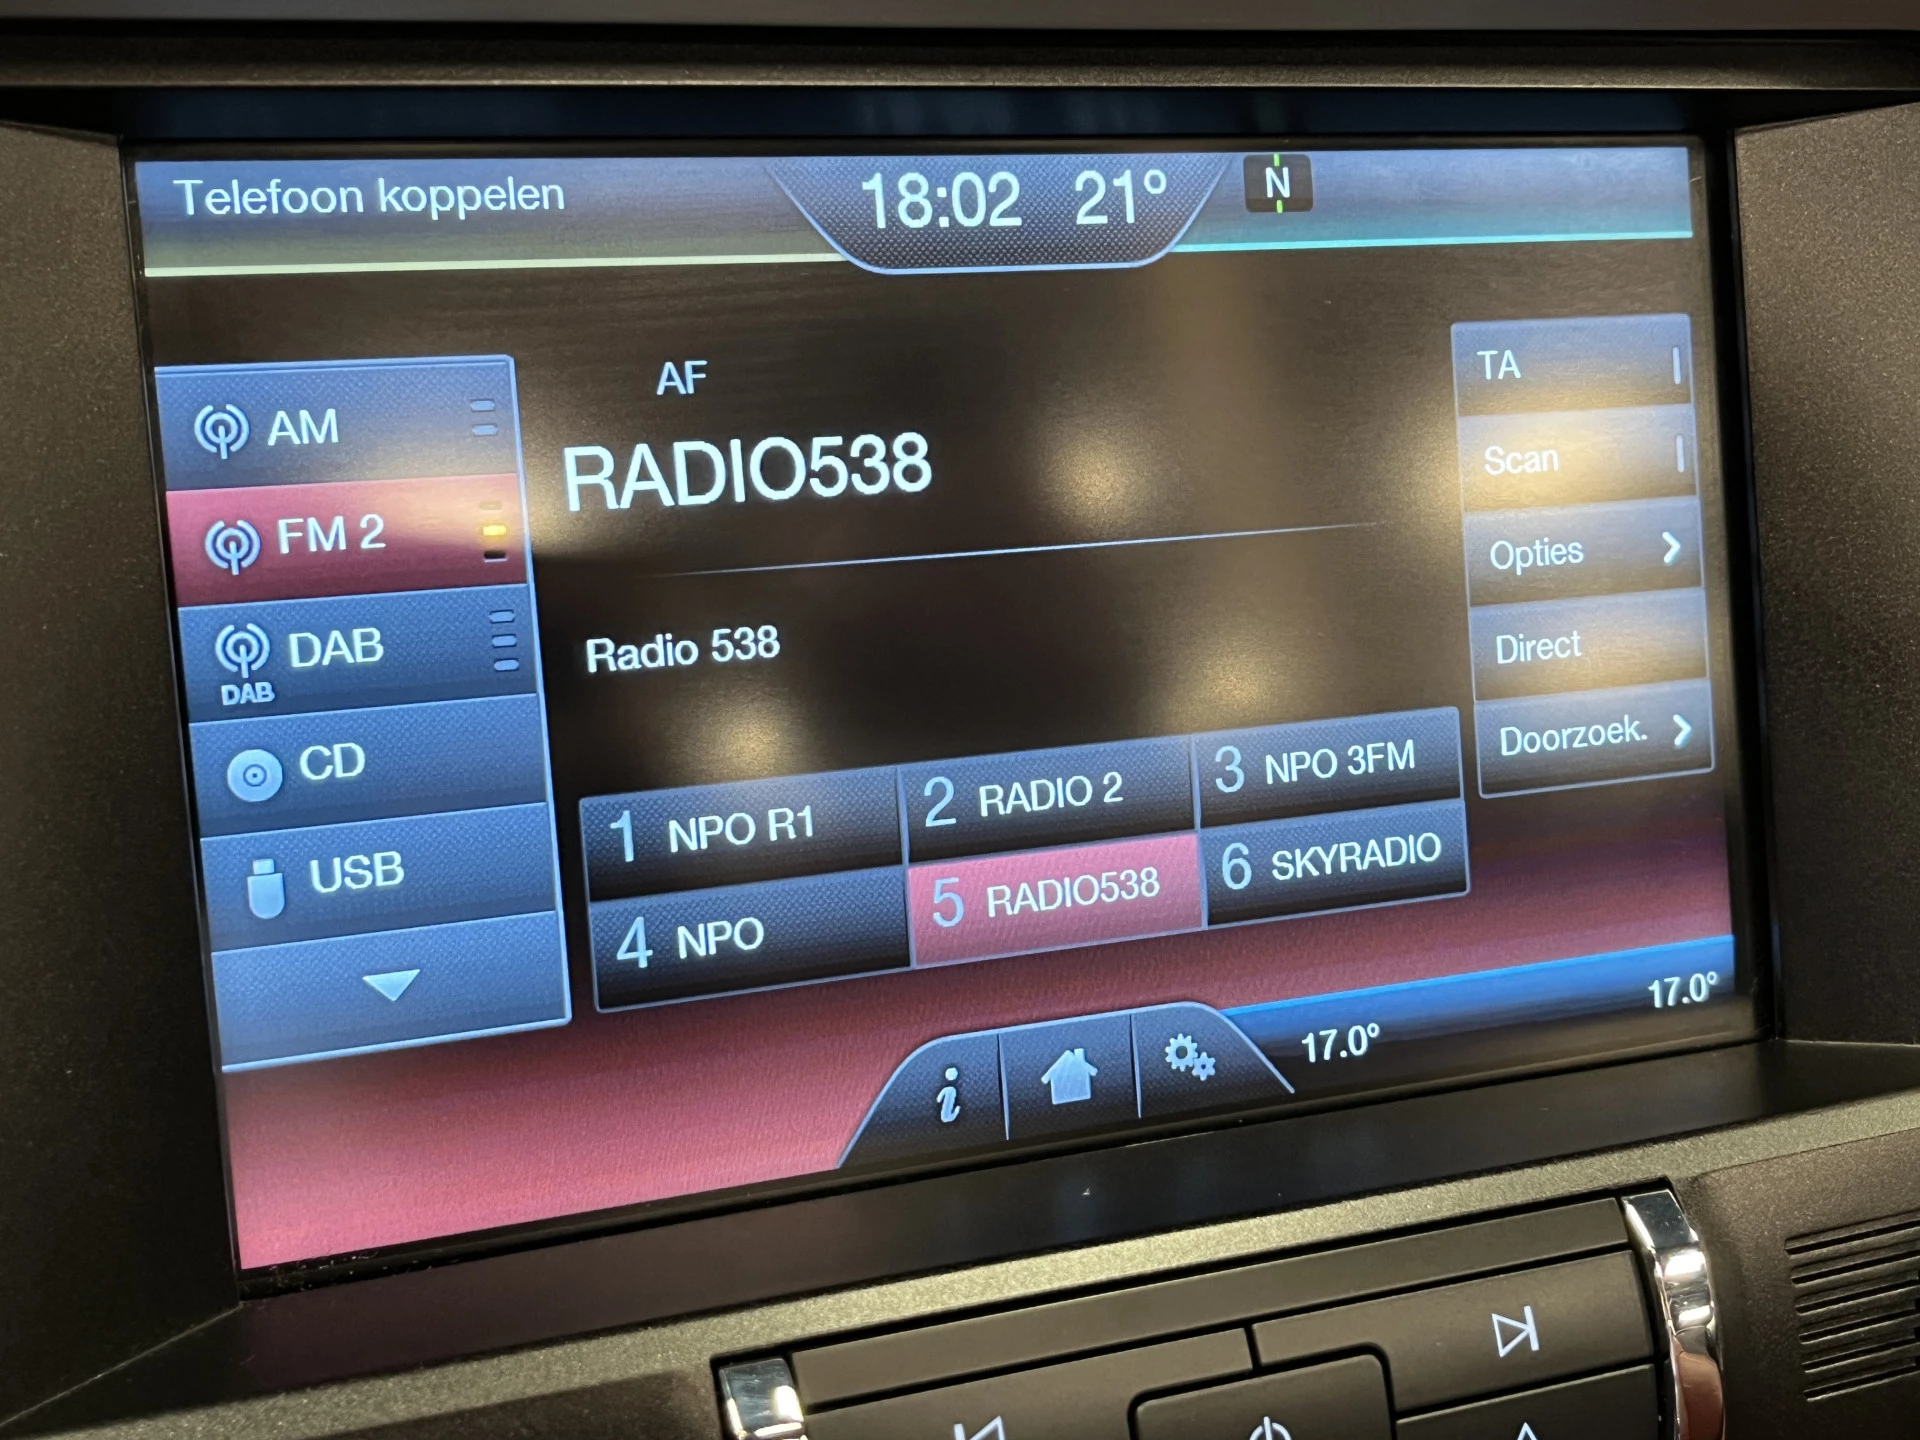 Telefoon koppelen
18:02 21°
N
AM
FM 2
DAB
DAB
CD
USB
AF
RADIO538
Radio 538
1 NPO R1
2 RADIO 2
3 NPO 3FM
4 NPO
5 RADIO538
6 SKYRADIO
TA
Scan
Opties
Direct
Doorzoek.
i
17.0°
17.0°